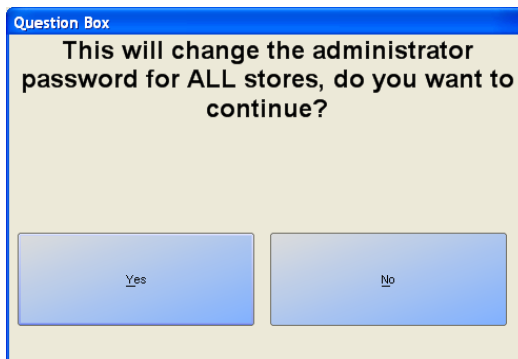 Question Box
This will change the administrator
password for ALL stores, do you want to
continue?
Yes
No